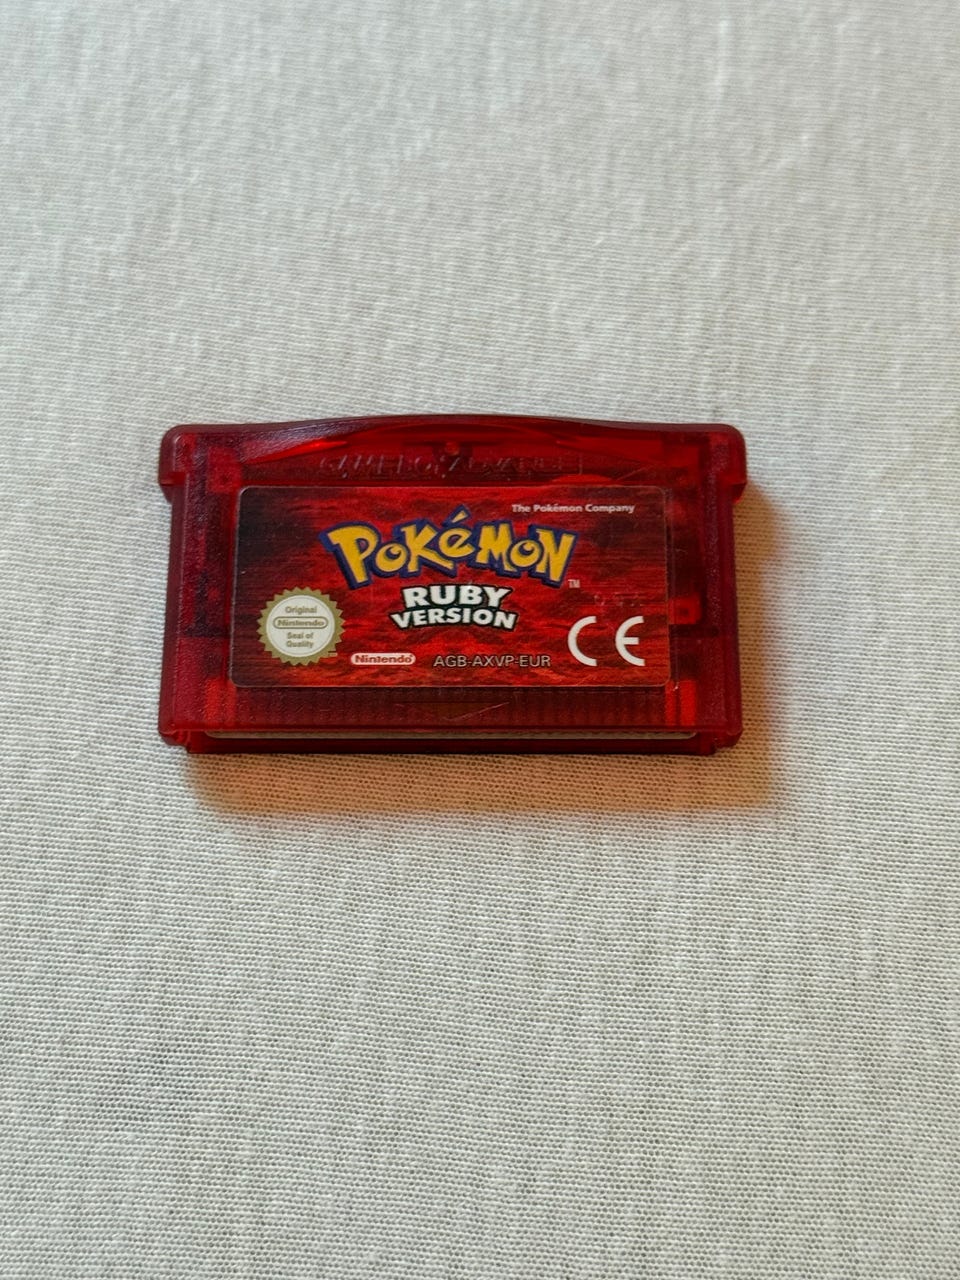 GAME BOY ADVANCE
The Pokémon Company
POKéMON
TM
RUBY
VERSION
Original
Nintendo
Seal of
Quality
Nintendo
AGB-AXVP-EUR
CE